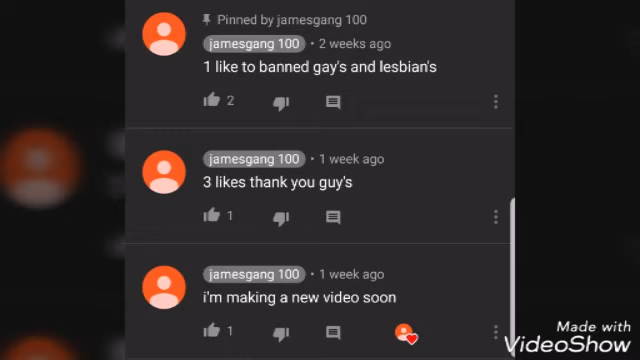 Pinned by jamesgang 100
jamesgang 100 • 2 weeks ago
1 like to banned gay's and lesbian's
2
jamesgang 100 • 1 week ago
3 likes thank you guy's
1
jamesgang 100 • 1 week ago
i'm making a new video soon
1
Made with
VideoShow